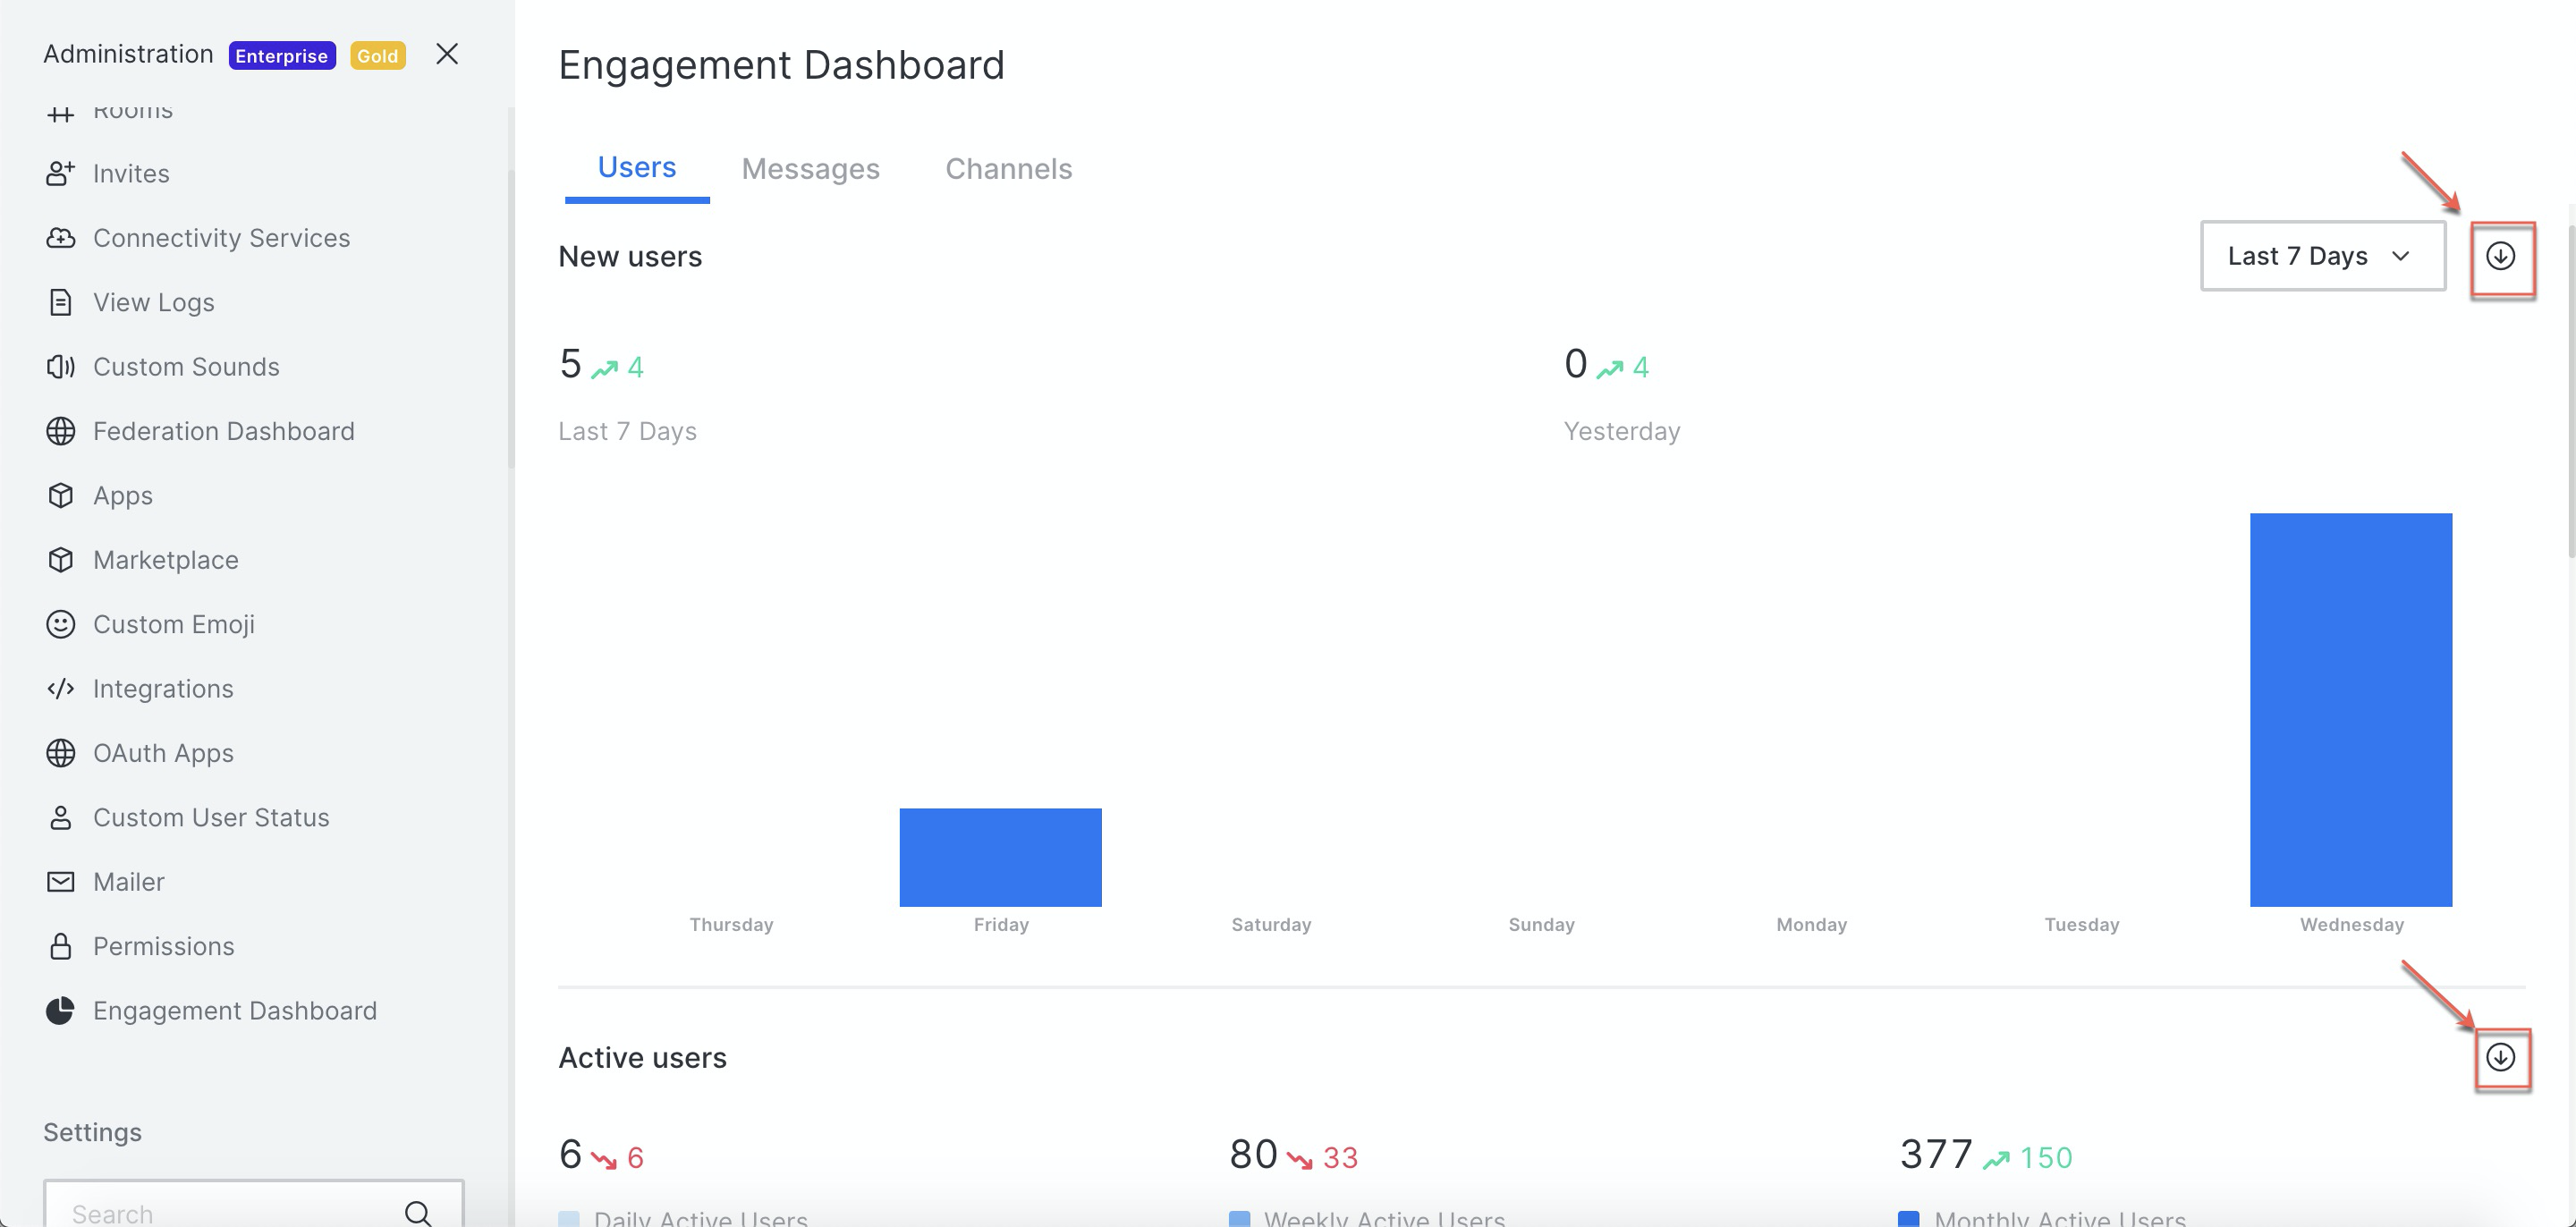 Administration Enterprise Gold
Rooms
Invites
Connectivity Services
View Logs
Custom Sounds
Federation Dashboard
Apps
Marketplace
Custom Emoji
Integrations
OAuth Apps
Custom User Status
Mailer
Permissions
Engagement Dashboard
Settings
Search
Engagement Dashboard
Users Messages Channels
New users
Last 7 Days
5 4
Last 7 Days
0 4
Yesterday
Thursday Friday Saturday Sunday Monday Tuesday Wednesday
Active users
6 6
Daily Active Users
80 33
Weekly Active Users
377 150
Monthly Active Users